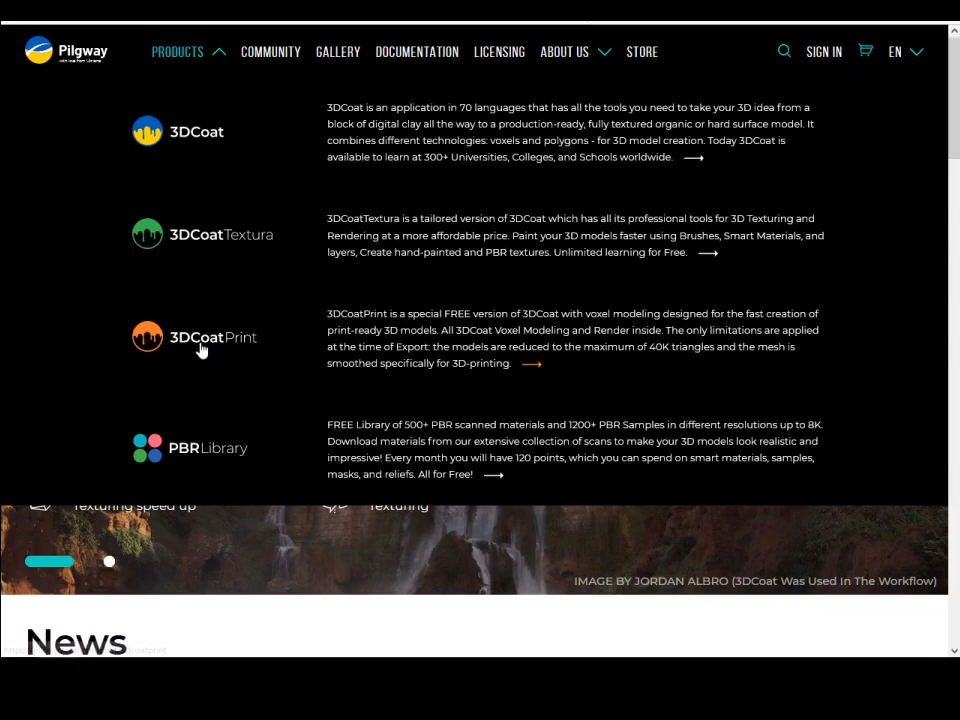 Pilgway
with love from Ukraine
PRODUCTS COMMUNITY GALLERY DOCUMENTATION LICENSING ABOUT US STORE SIGN IN EN
3DCoat
3DCoat is an application in 70 languages that has all the tools you need to take your 3D idea from a
block of digital clay all the way to a production-ready, fully textured organic or hard surface model. It
combines different technologies: voxels and polygons - for 3D model creation. Today 3DCoat is
available to learn at 300+ Universities, Colleges, and Schools worldwide.
3DCoatTextura
3DCoatTextura is a tailored version of 3DCoat which has all its professional tools for 3D Texturing and
Rendering at a more affordable price. Paint your 3D models faster using Brushes, Smart Materials, and
layers, Create hand-painted and PBR textures. Unlimited learning for Free.
3DCoatPrint
3DCoatPrint is a special FREE version of 3DCoat with voxel modeling designed for the fast creation of
print-ready 3D models. All 3DCoat Voxel Modeling and Render inside. The only limitations are applied
at the time of Export: the models are reduced to the maximum of 40K triangles and the mesh is
smoothed specifically for 3D-printing.
PBRLibrary
FREE Library of 500+ PBR scanned materials and 1200+ PBR Samples in different resolutions up to 8K.
Download materials from our extensive collection of scans to make your 3D models look realistic and
impressive! Every month you will have 120 points, which you can spend on smart materials, samples,
masks, and reliefs. All for Free!
Texturing speed up Texturing
IMAGE BY JORDAN ALBRO (3DCoat Was Used In The Workflow)
News